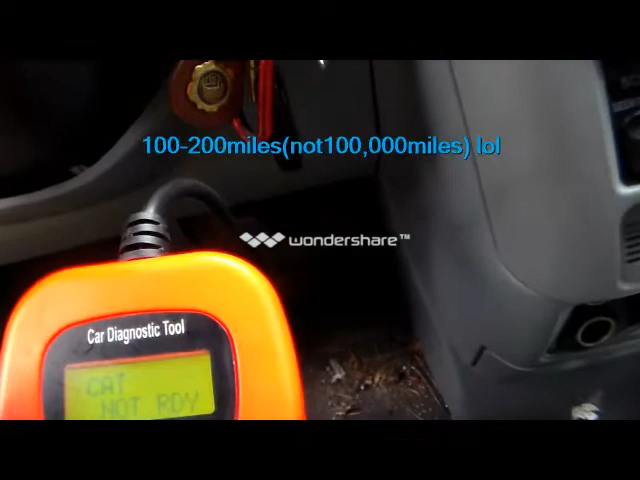 100-200miles(not100,000miles) lol
wondershare™
Car Diagnostic Tool
CAT
NOT RDY